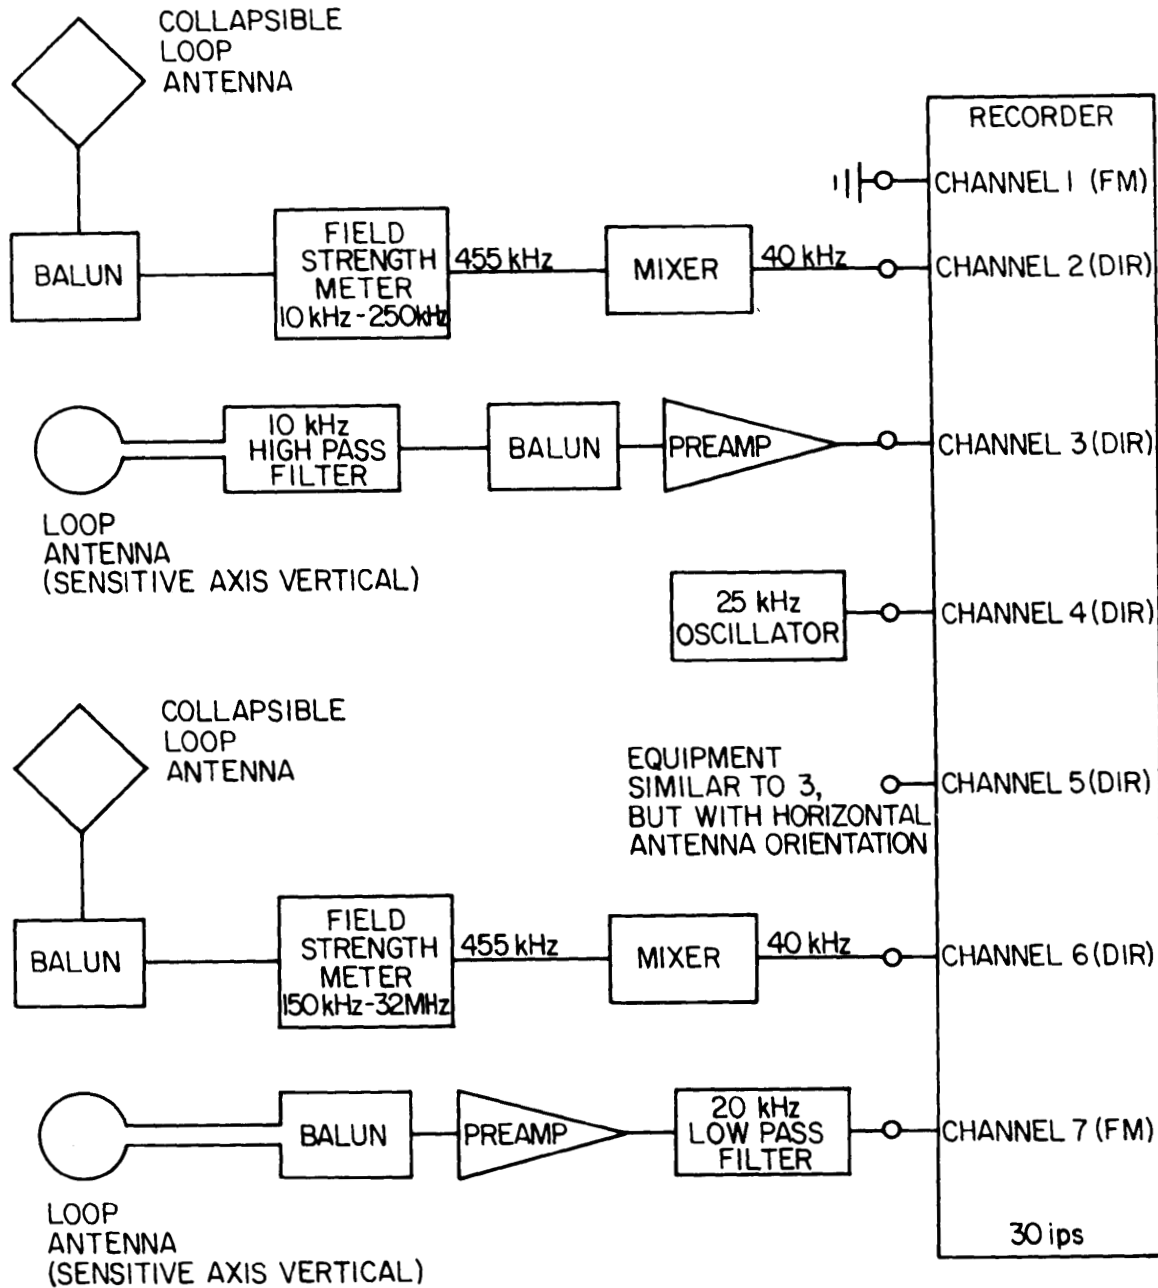 COLLAPSIBLE
LOOP
ANTENNA
RECORDER
CHANNEL 1 (FM)
BALUN
FIELD
STRENGTH
METER
10 kHz-250kHz
455 kHz
MIXER
40 kHz
CHANNEL 2 (DIR)
10 kHz
HIGH PASS
FILTER
BALUN
PREAMP
CHANNEL 3 (DIR)
LOOP
ANTENNA
(SENSITIVE AXIS VERTICAL)
25 kHz
OSCILLATOR
CHANNEL 4 (DIR)
COLLAPSIBLE
LOOP
ANTENNA
EQUIPMENT
SIMILAR TO 3,
BUT WITH HORIZONTAL
ANTENNA ORIENTATION
CHANNEL 5 (DIR)
BALUN
FIELD
STRENGTH
METER
150 kHz-32MHz
455 kHz
MIXER
40 kHz
CHANNEL 6 (DIR)
BALUN
PREAMP
20 kHz
LOW PASS
FILTER
CHANNEL 7 (FM)
LOOP
ANTENNA
(SENSITIVE AXIS VERTICAL)
30 ips